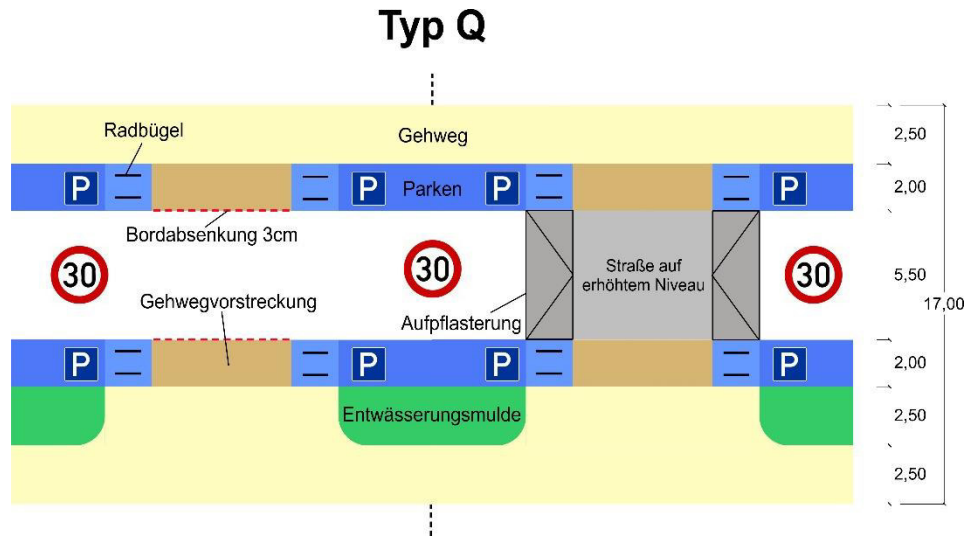 Typ Q
Radbügel
Gehweg
2,50
P
P
Parken
P
P
2,00
Bordabsenkung 3cm
30
30
Straße auf
erhöhtem Niveau
30
5,50
17,00
Gehwegvorstreckung
Aufpflasterung
P
P
P
P
2,00
Entwässerungsmulde
2,50
2,50